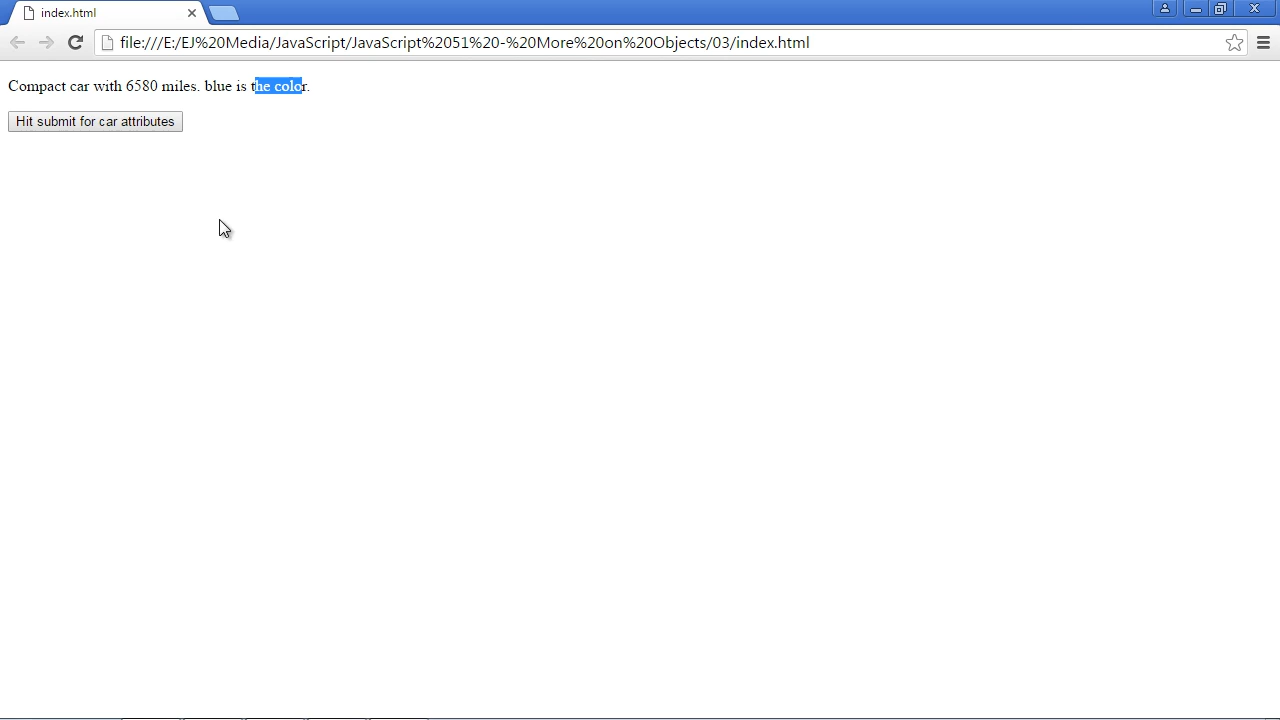 index.html
file:///E:/EJ%20Media/JavaScript/JavaScript%2051%20-%20More%20on%20Objects/03/index.html
Compact car with 6580 miles. blue is the color.
Hit submit for car attributes